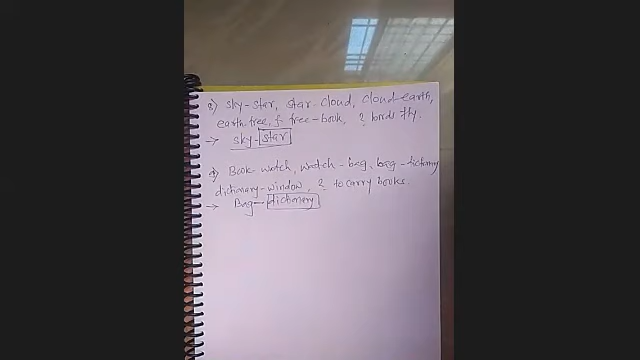 Q) Sky-star, star-cloud, cloud-earth,
earth-tree, & tree-book, ? birds fly.
→ sky-star
Q) Book-watch, watch-bag, bag-dictionary
dictionary-window, ? to carry books.
→ Bag-dictionary